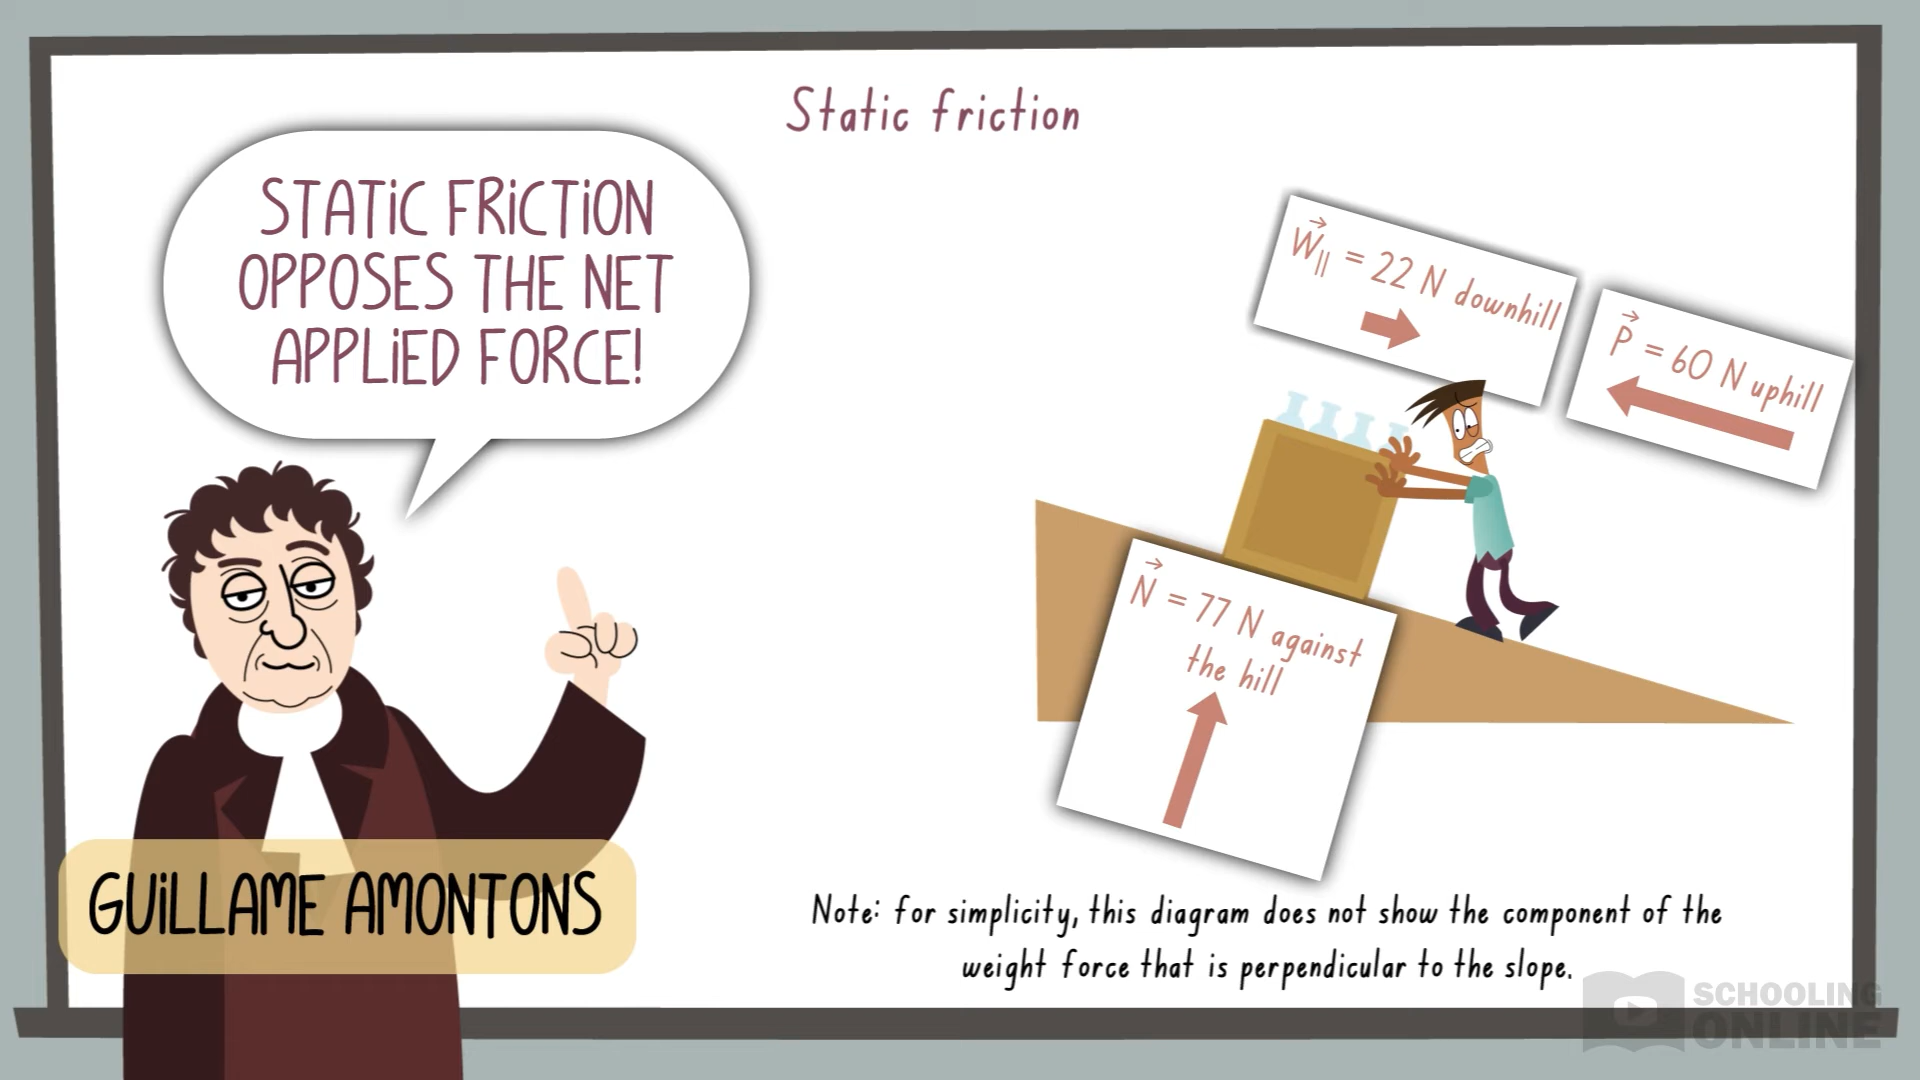 Static friction
STATIC FRICTION
OPPOSES THE NET
APPLIED FORCE!
W⃗|| = 22 N downhill
P⃗ = 60 N uphill
N⃗ = 77 N against
the hill
GUILLAME AMONTONS
Note: for simplicity, this diagram does not show the component of the
weight force that is perpendicular to the slope.
SCHOOLING
ONLINE